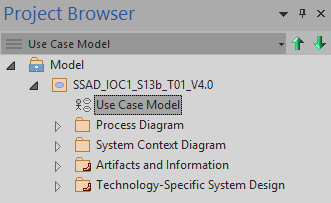 Project Browser
Use Case Model
Model
SSAD_IOC1_S13b_T01_V4.0
Use Case Model
Process Diagram
System Context Diagram
Artifacts and Information
Technology-Specific System Design